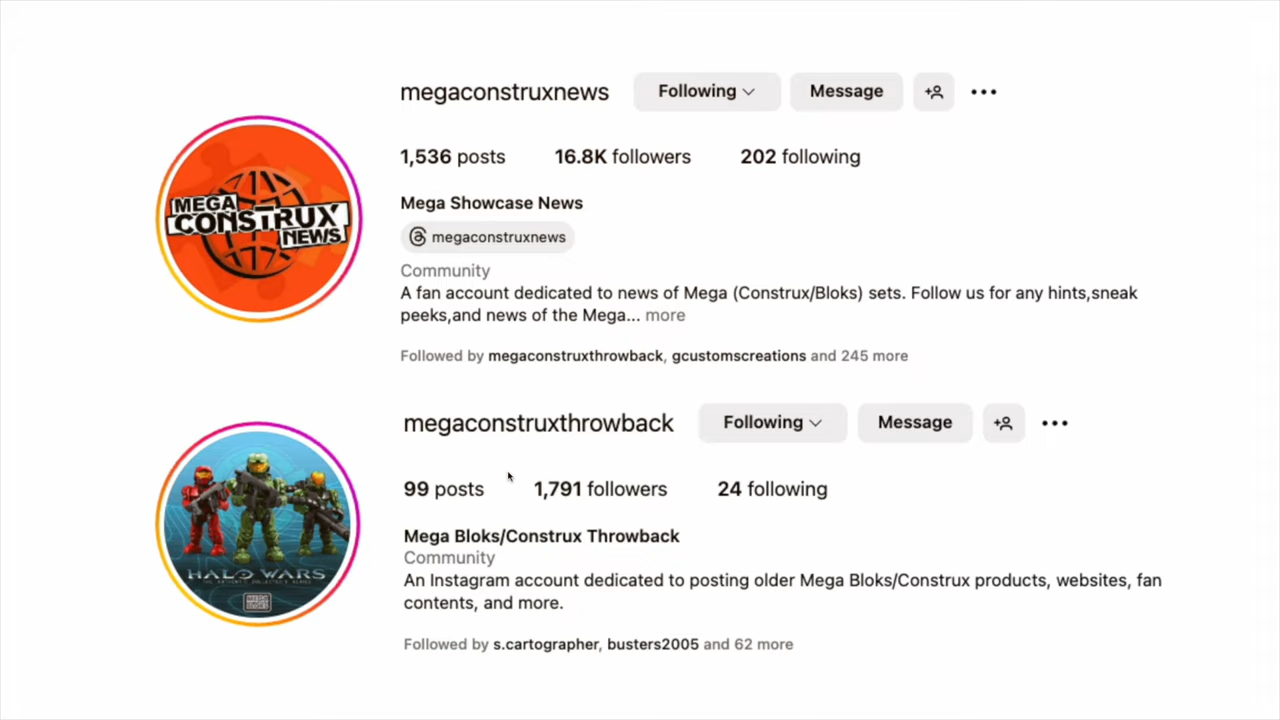 megaconstruxnews Following Message
1,536 posts 16.8K followers 202 following
MEGA CONSTRUX NEWS
Mega Showcase News
megaconstruxnews
Community
A fan account dedicated to news of Mega (Construx/Bloks) sets. Follow us for any hints,sneak
peeks,and news of the Mega... more
Followed by megaconstruxthrowback, gcustomscreations and 245 more
megaconstruxthrowback Following Message
99 posts 1,791 followers 24 following
HALO WARS
Mega Bloks/Construx Throwback
Community
An Instagram account dedicated to posting older Mega Bloks/Construx products, websites, fan
contents, and more.
Followed by s.cartographer, busters2005 and 62 more